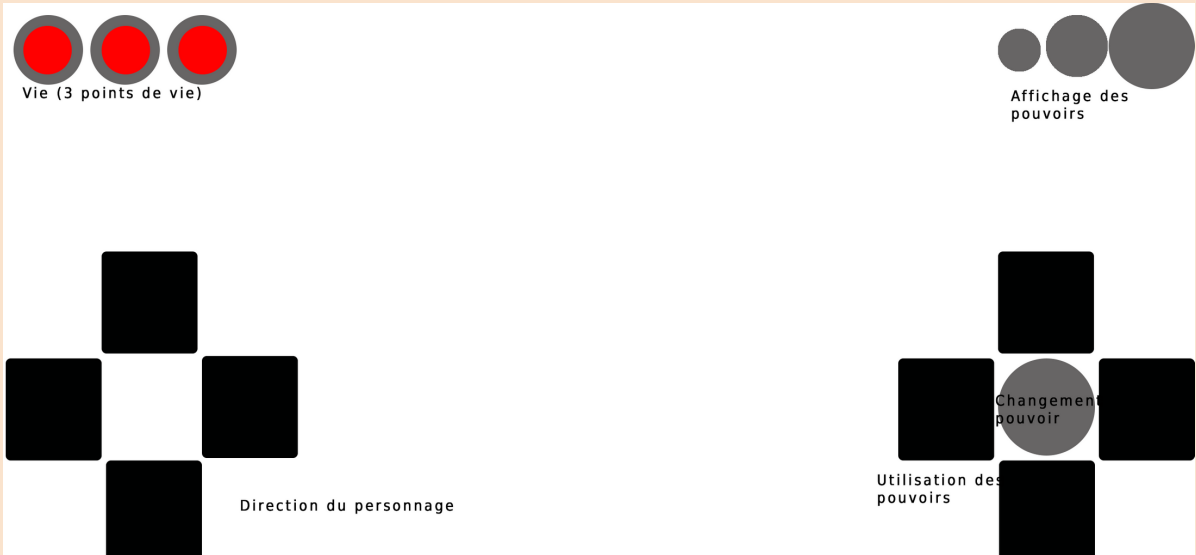 Vie (3 points de vie)
Affichage des
pouvoirs
Changement
pouvoir
Utilisation des
pouvoirs
Direction du personnage